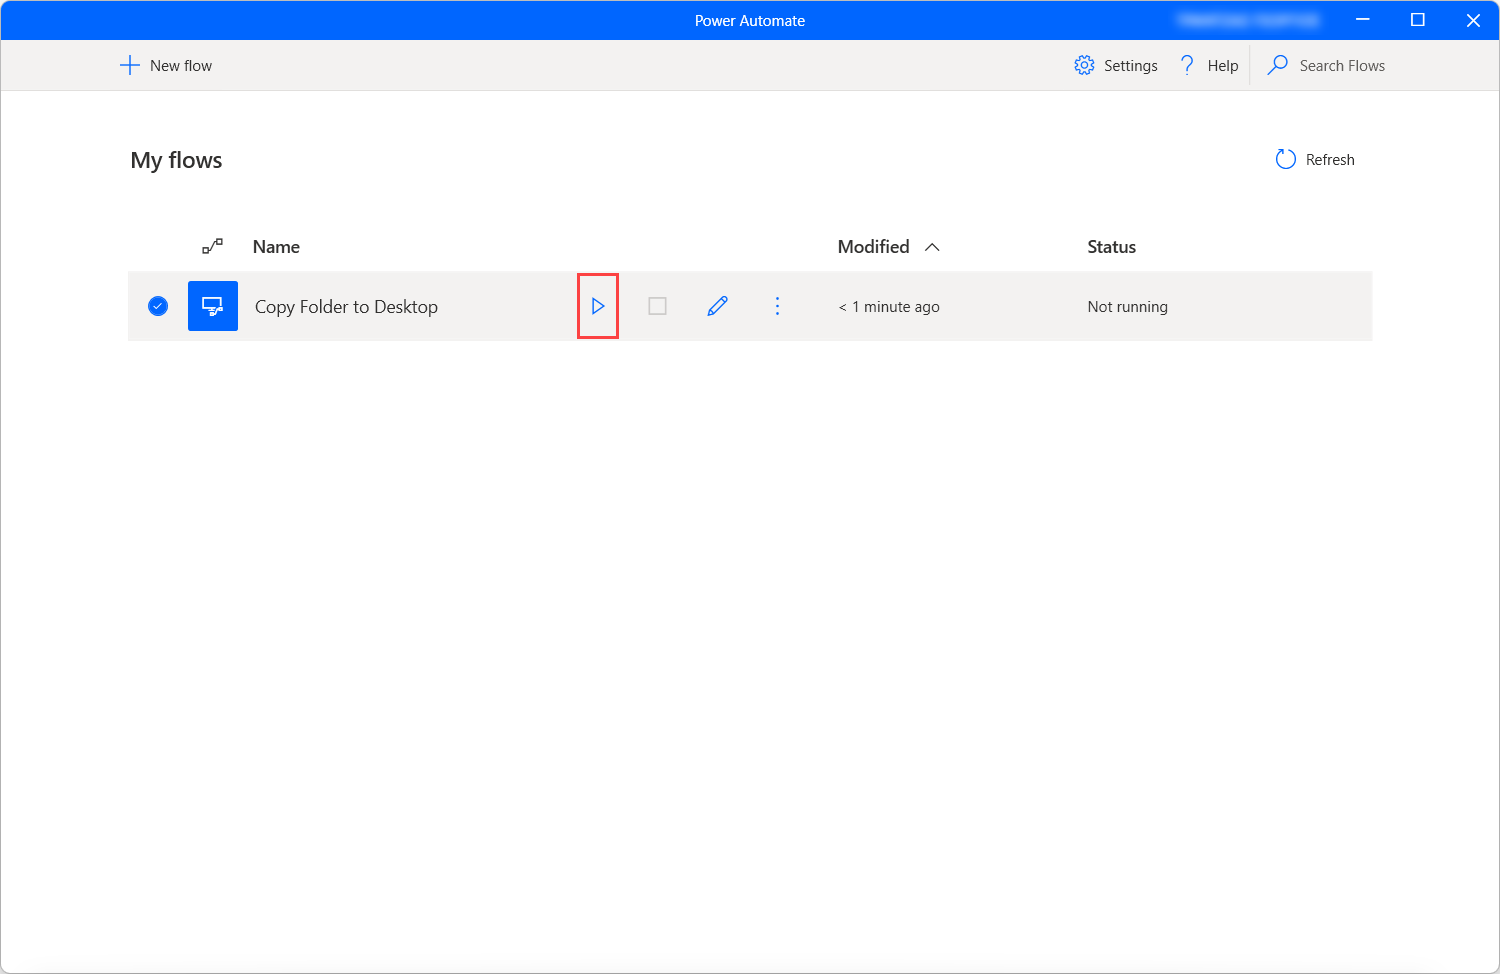 Power Automate
New flow
Settings
Help
Search Flows
My flows
Refresh
Name
Modified
Status
Copy Folder to Desktop
< 1 minute ago
Not running